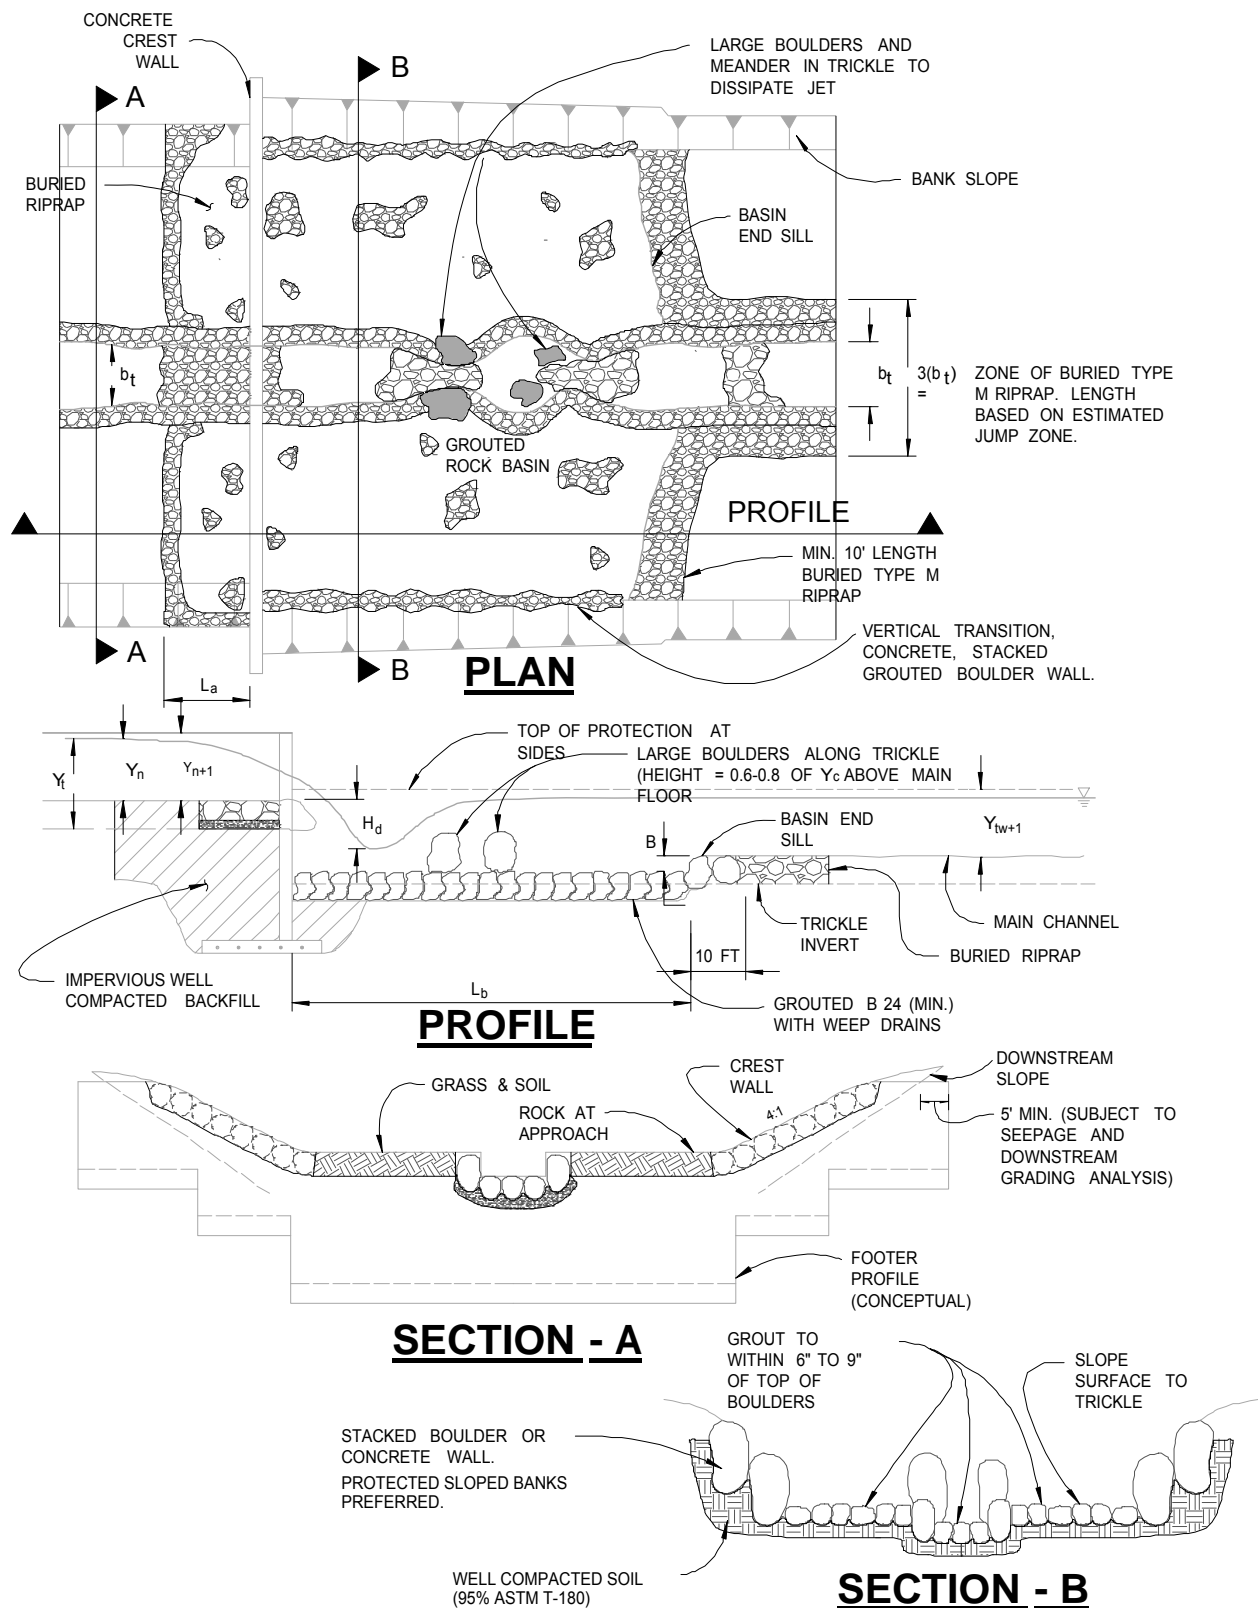 CONCRETE
CREST
WALL
B
A
LARGE BOULDERS AND
MEANDER IN TRICKLE TO
DISSIPATE JET
BURIED
RIPRAP
BANK SLOPE
BASIN
END SILL
bt
bt
3(bt)
=
ZONE OF BURIED TYPE
M RIPRAP. LENGTH
BASED ON ESTIMATED
JUMP ZONE.
GROUTED
ROCK BASIN
PROFILE
MIN. 10' LENGTH
BURIED TYPE M
RIPRAP
A
B
VERTICAL TRANSITION,
CONCRETE, STACKED
GROUTED BOULDER WALL.
PLAN
La
TOP OF PROTECTION AT
SIDES
LARGE BOULDERS ALONG TRICKLE
(HEIGHT = 0.6-0.8 OF Yc ABOVE MAIN
FLOOR
Yt
Yn
Yn+1
Hd
B
BASIN END
SILL
Ytw+1
TRICKLE
INVERT
MAIN CHANNEL
BURIED RIPRAP
10 FT
IMPERVIOUS WELL
COMPACTED BACKFILL
Lb
GROUTED B 24 (MIN.)
WITH WEEP DRAINS
PROFILE
GRASS & SOIL
ROCK AT
APPROACH
CREST
WALL
4:1
DOWNSTREAM
SLOPE
5' MIN. (SUBJECT TO
SEEPAGE AND
DOWNSTREAM
GRADING ANALYSIS)
FOOTER
PROFILE
(CONCEPTUAL)
SECTION - A
GROUT TO
WITHIN 6" TO 9"
OF TOP OF
BOULDERS
SLOPE
SURFACE TO
TRICKLE
STACKED BOULDER OR
CONCRETE WALL.
PROTECTED SLOPED BANKS
PREFERRED.
WELL COMPACTED SOIL
(95% ASTM T-180)
SECTION - B